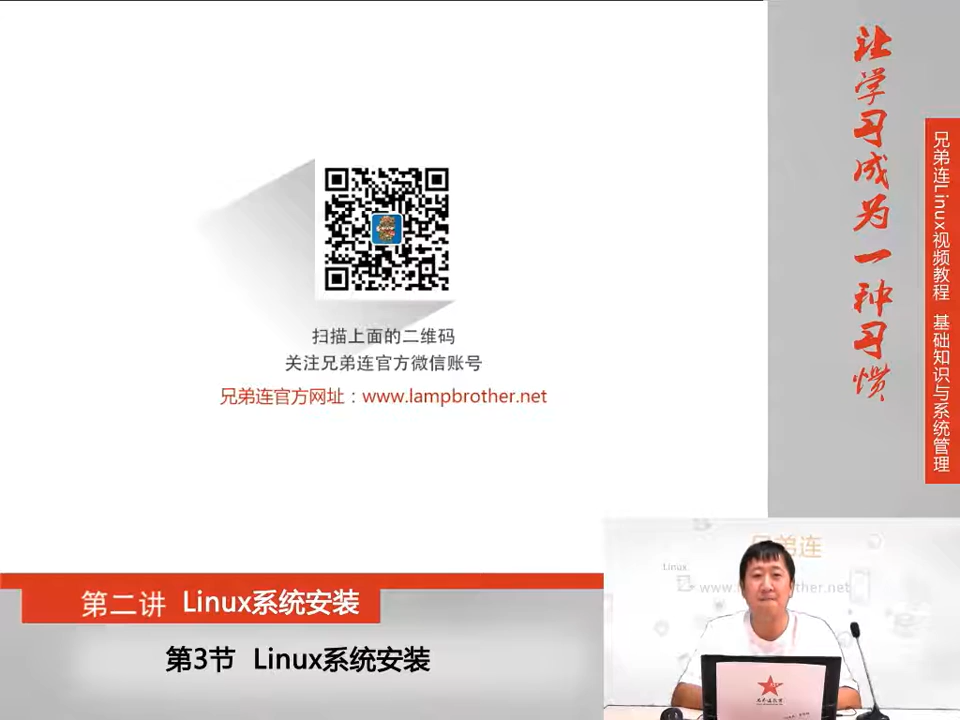 扫描上面的二维码
关注兄弟连官方微信账号
兄弟连官方网址：www.lampbrother.net
让学习成为一种习惯
兄弟连Linux视频教程 基础知识与系统管理
第二讲 Linux系统安装
第3节 Linux系统安装
兄弟连
Linux